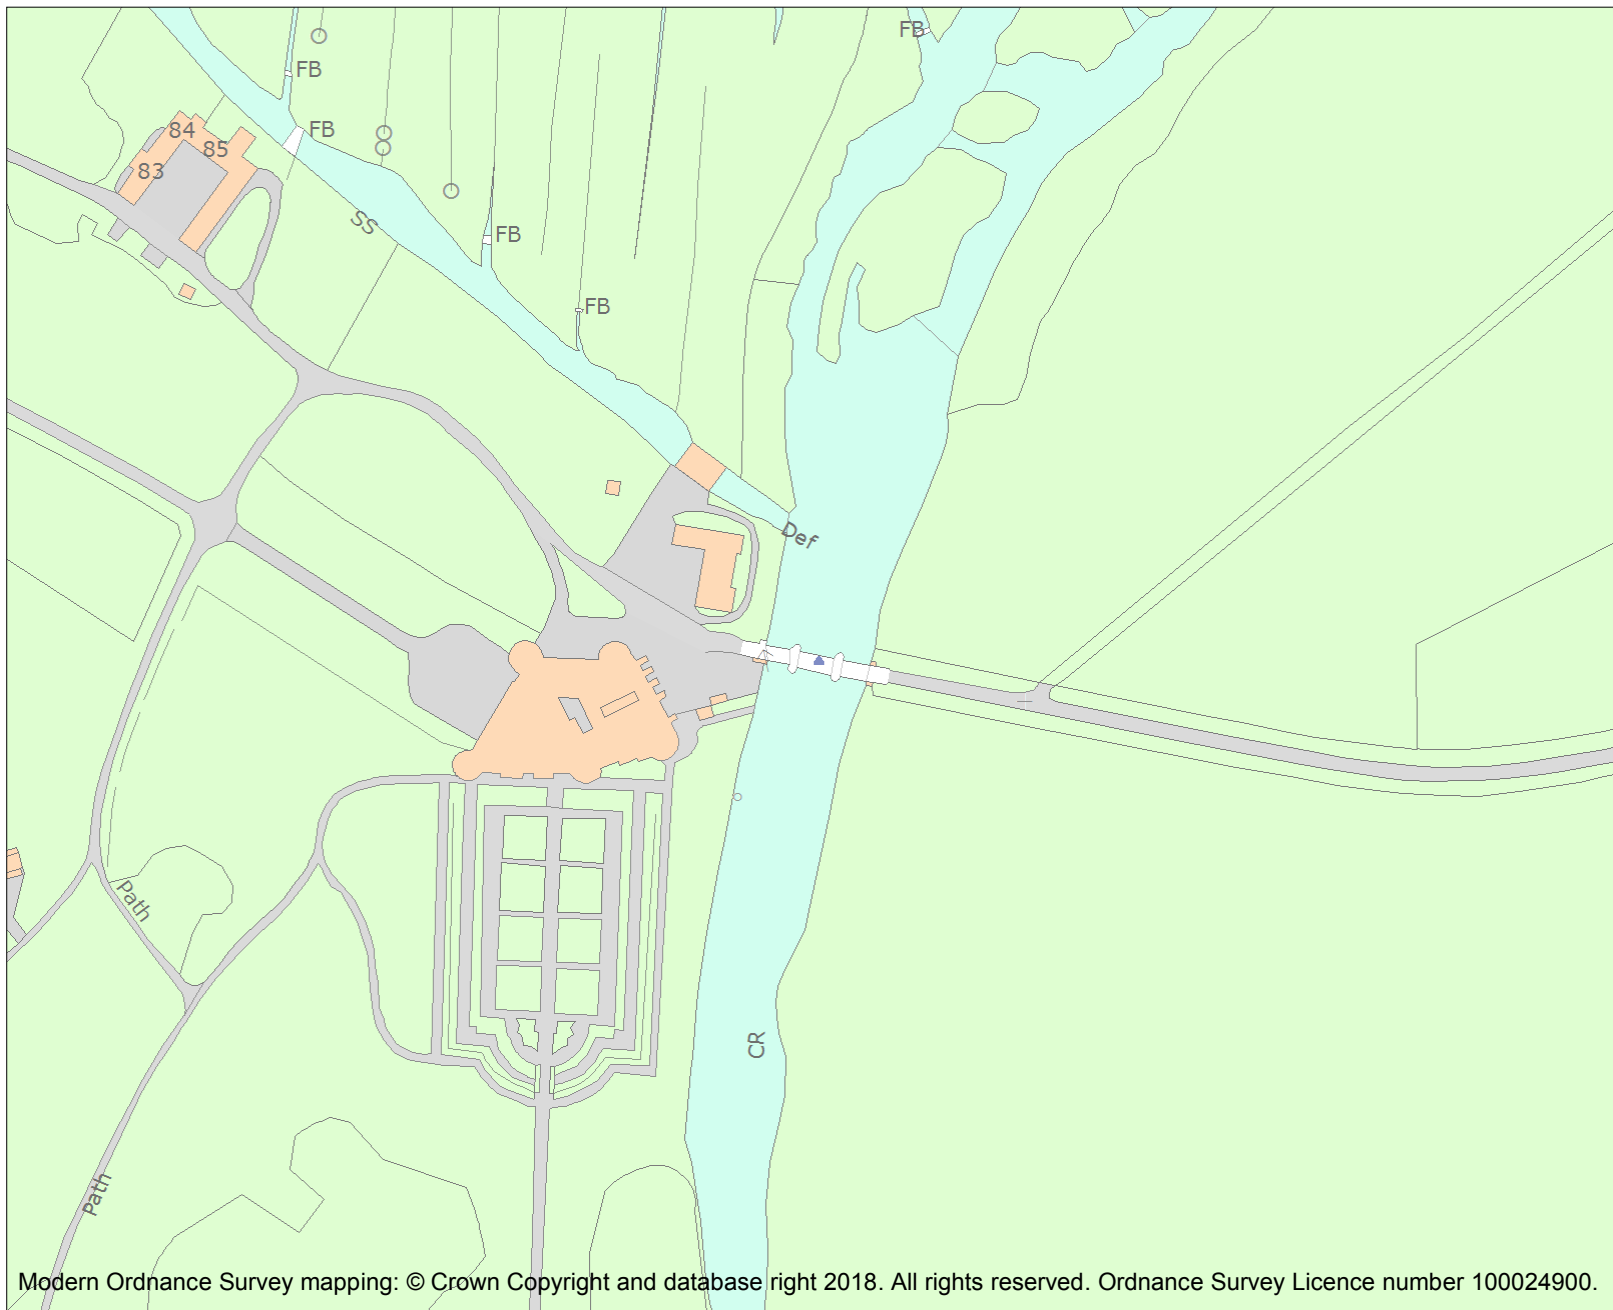 FB
FB
FB
84
85
83
SS
FB
FB
Def
Path
CR
Path
Modern Ordnance Survey mapping: © Crown Copyright and database right 2018. All rights reserved. Ordnance Survey Licence number 100024900.